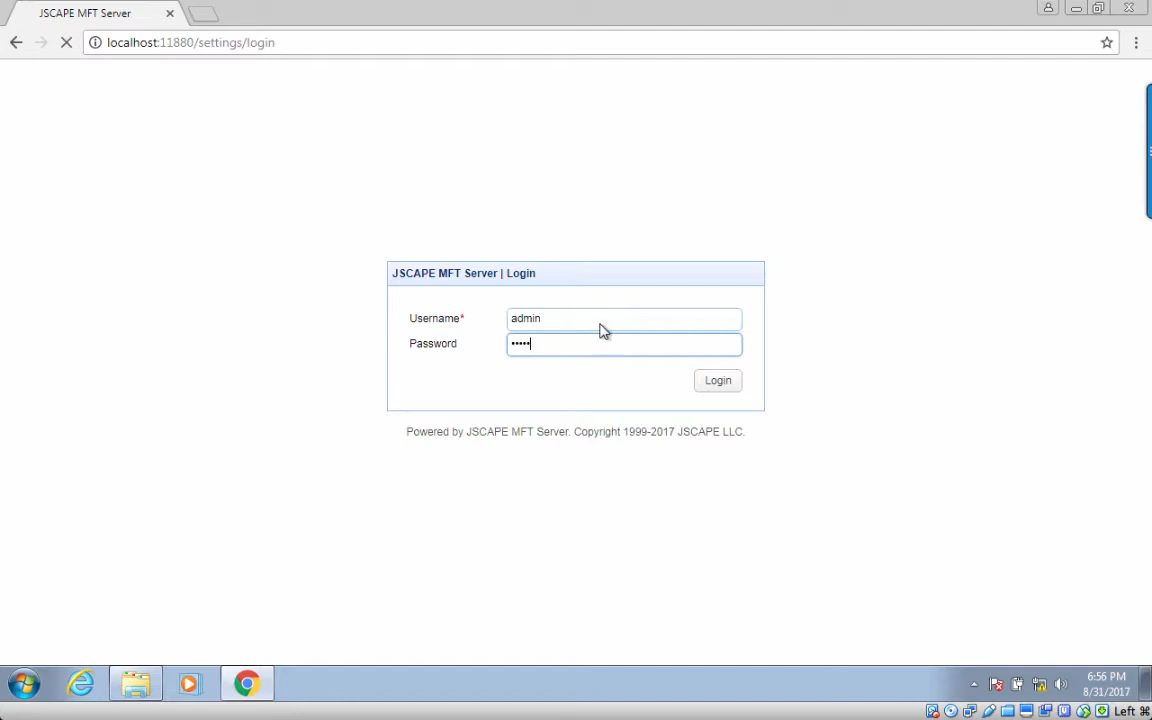 JSCAPE MFT Server
localhost:11880/settings/login
JSCAPE MFT Server | Login
Username*
admin
Password
•••••
Login
Powered by JSCAPE MFT Server. Copyright 1999-2017 JSCAPE LLC.
6:56 PM
8/31/2017
Left ⌘